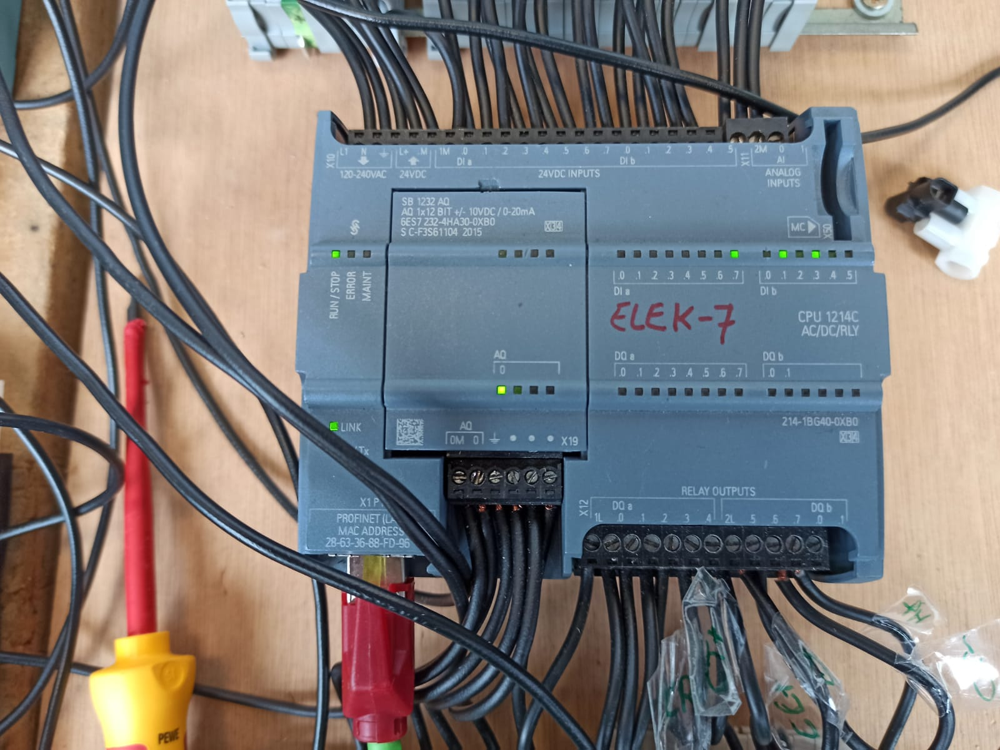 X10
L1 N
120-240VAC
L+ .M
24VDC
1M .0 .1 .2 .3 .4 .5 .6 .7 .0 .1 .2 .3 .4 .5
DI a DI b
24VDC INPUTS
X11
2M 0 1
AI
ANALOG
INPUTS
SB 1232 AQ
AQ 1x12 BIT +/- 10VDC / 0-20mA
6ES7 232-4HA30-0XB0
S C-F3S61104 2015
X34
MC
X50
RUN / STOP
ERROR
MAINT
.0 .1 .2 .3 .4 .5 .6 .7
DI a
.0 .1 .2 .3 .4 .5
DI b
ELEK-7
CPU 1214C
AC/DC/RLY
AQ
0
DQ a
.0 .1 .2 .3 .4 .5 .6 .7
DQ b
.0 .1
LINK
/Tx
AQ
0M 0
X19
214-1BG40-0XB0
X34
RELAY OUTPUTS
X12
DQ a DQ b
1L .0 .1 .2 .3 .4 2L .5 .6 .7 .0 .1
X1 P1
PROFINET (LA
MAC ADDRESS
28-63-36-88-FD-96
PEWE